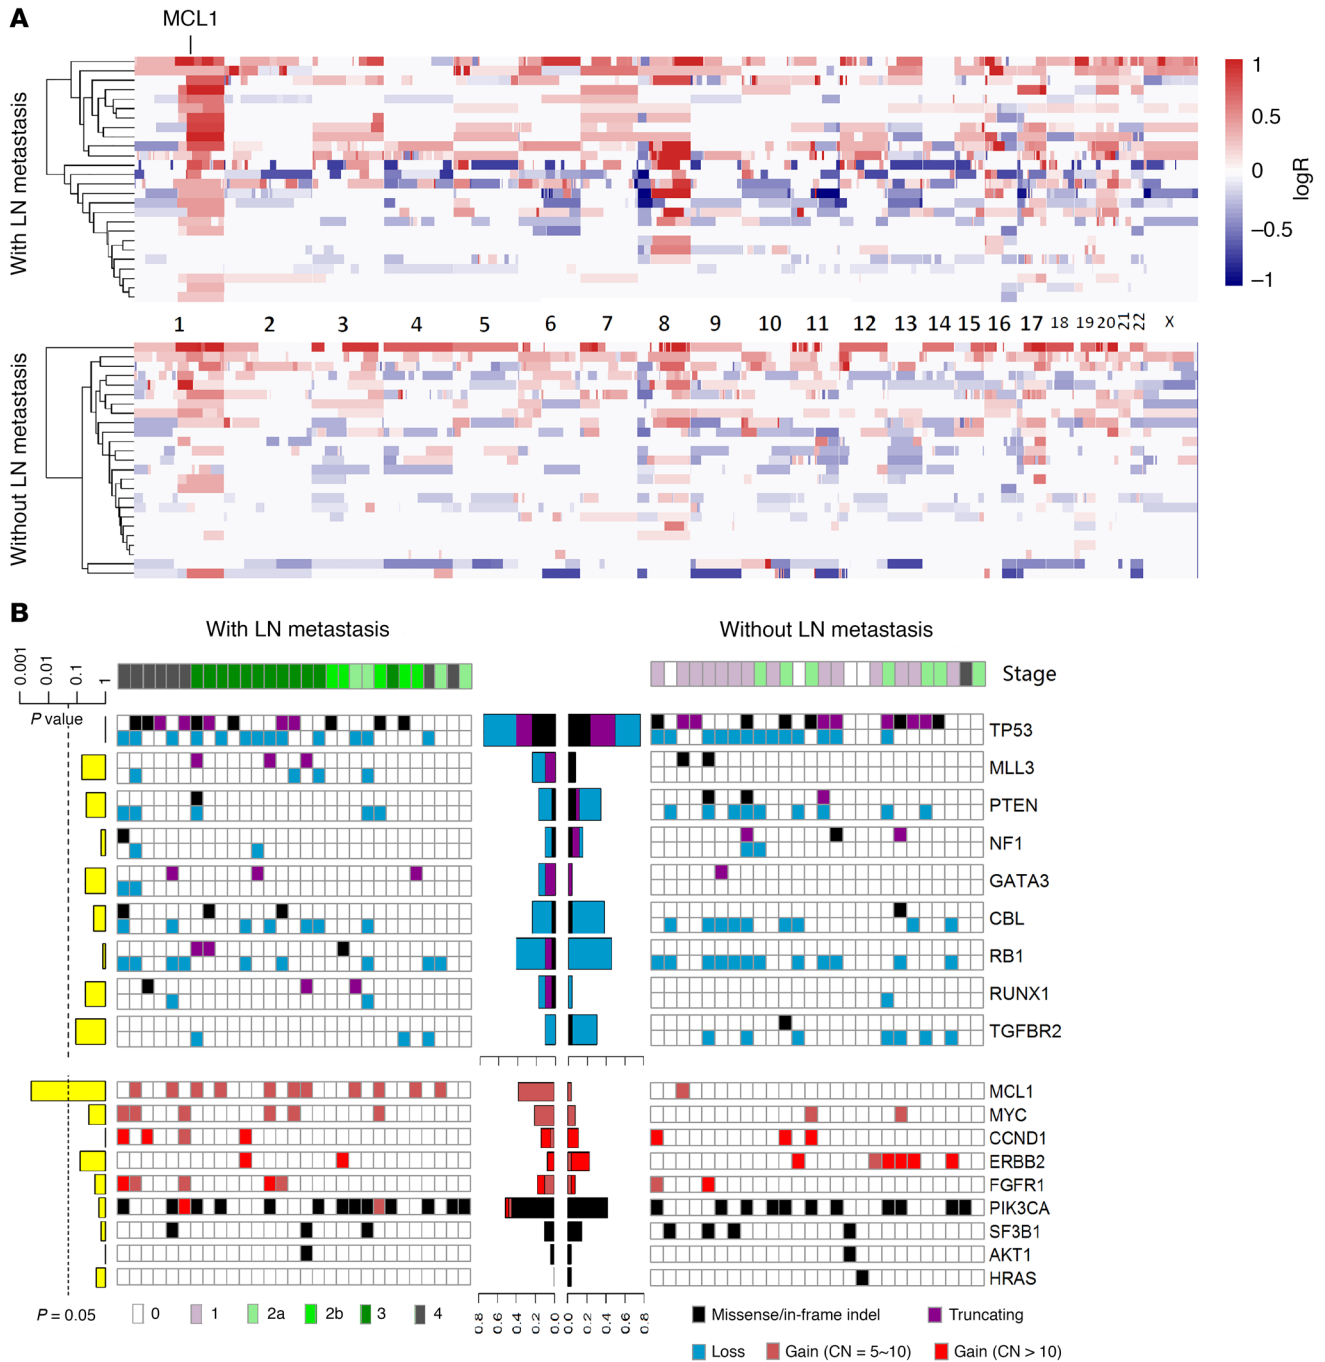 A
MCL1
With LN metastasis
1
0.5
0
−0.5
−1
logR
1 2 3 4 5 6 7 8 9 10 11 12 13 14 15 16 17 18 19 20 21 22 X
Without LN metastasis
B
With LN metastasis
Without LN metastasis
0.001
0.01
0.1
1
P value
Stage
TP53
MLL3
PTEN
NF1
GATA3
CBL
RB1
RUNX1
TGFBR2
MCL1
MYC
CCND1
ERBB2
FGFR1
PIK3CA
SF3B1
AKT1
HRAS
P = 0.05
0 1 2a 2b 3 4
0.8 0.6 0.4 0.2 0.0 0.0 0.2 0.4 0.6 0.8
Missense/in-frame indel Truncating
Loss Gain (CN = 5~10) Gain (CN > 10)